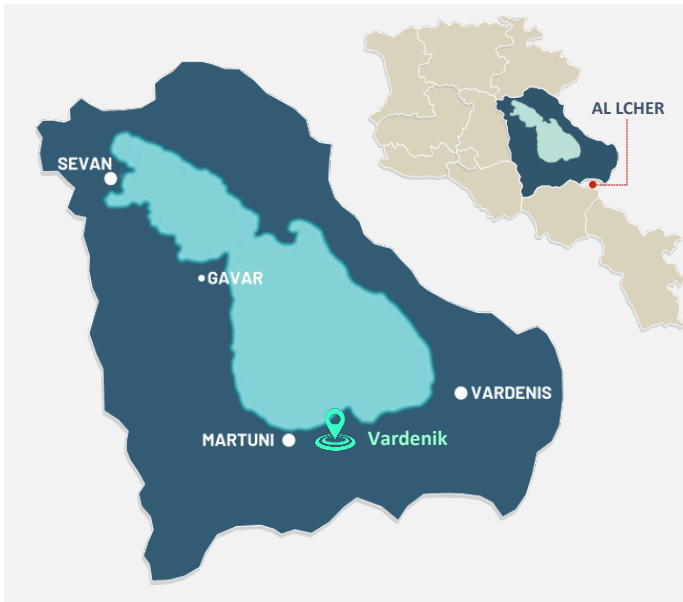 AL LCHER
SEVAN
GAVAR
VARDENIS
MARTUNI
Vardenik